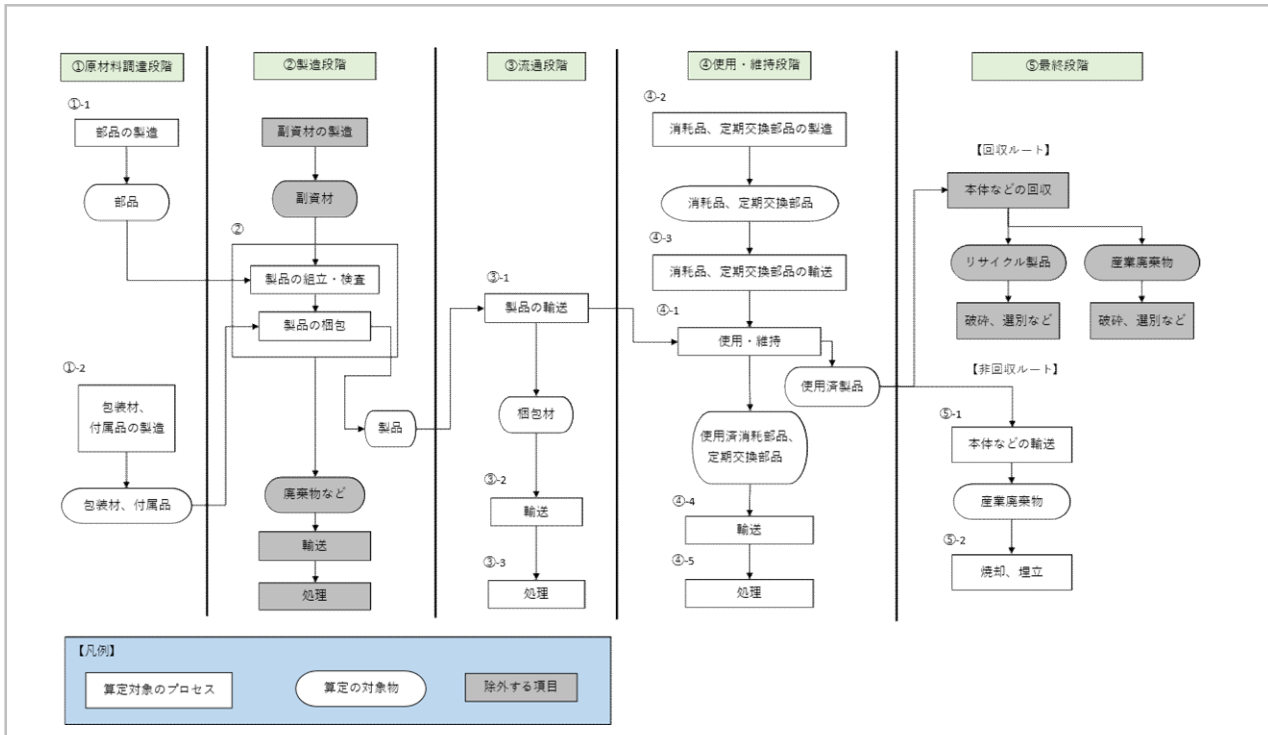 ①原材料調達段階
①-1
部品の製造
部品
①-2
包装材、
付属品の製造
包装材、付属品
②製造段階
副資材の製造
副資材
②
製品の組立・検査
製品の梱包
製品
廃棄物など
輸送
処理
③流通段階
③-1
製品の輸送
梱包材
③-2
輸送
③-3
処理
④使用・維持段階
④-2
消耗品、定期交換部品の製造
消耗品、定期交換部品
④-3
消耗品、定期交換部品の輸送
④-1
使用・維持
使用済製品
使用済消耗部品、
定期交換部品
④-4
輸送
④-5
処理
⑤最終段階
【回収ルート】
本体などの回収
リサイクル製品
産業廃棄物
破砕、選別など
破砕、選別など
【非回収ルート】
⑤-1
本体などの輸送
産業廃棄物
⑤-2
焼却、埋立
【凡例】
算定対象のプロセス
算定の対象物
除外する項目